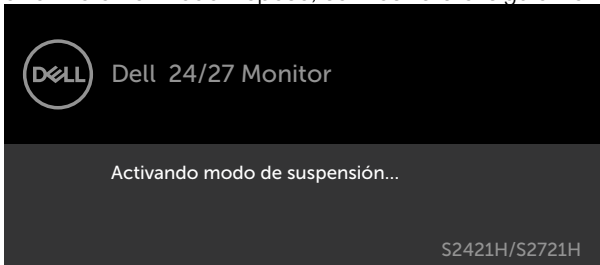 DELL
Dell 24/27 Monitor
Activando modo de suspensión...
S2421H/S2721H